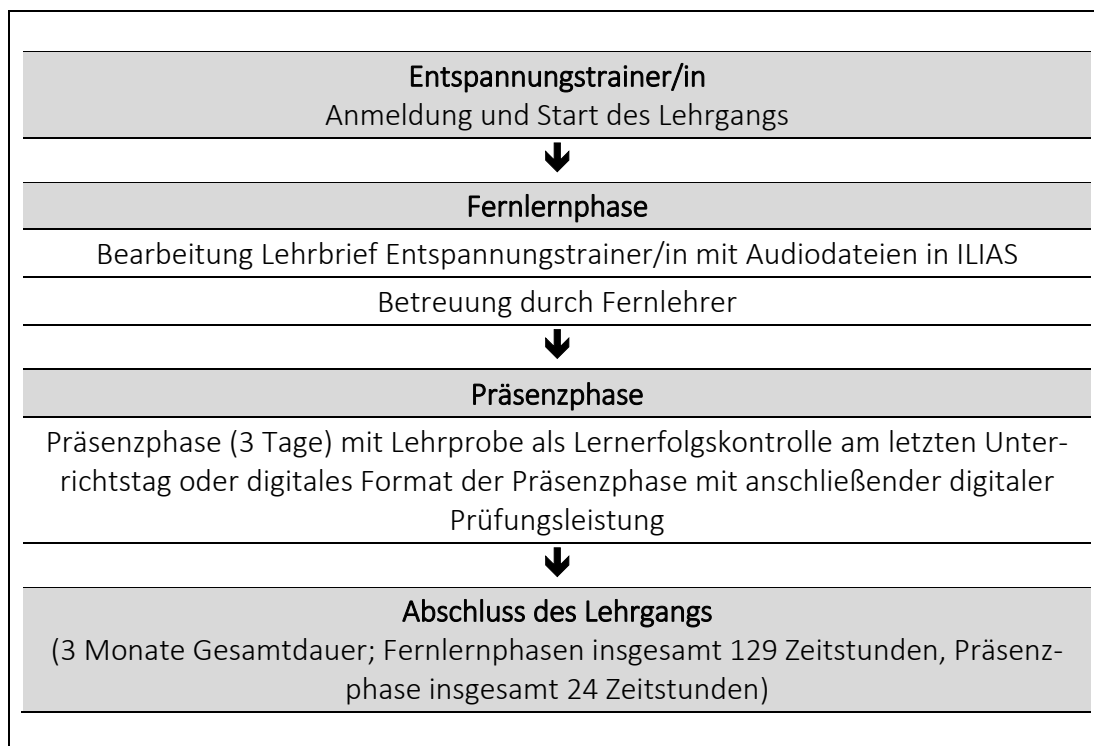 Entspannungstrainer/in
Anmeldung und Start des Lehrgangs
🡻
Fernlernphase
Bearbeitung Lehrbrief Entspannungstrainer/in mit Audiodateien in ILIAS
Betreuung durch Fernlehrer
🡻
Präsenzphase
Präsenzphase (3 Tage) mit Lehrprobe als Lernerfolgskontrolle am letzten Unter-
richtstag oder digitales Format der Präsenzphase mit anschließender digitaler
Prüfungsleistung
🡻
Abschluss des Lehrgangs
(3 Monate Gesamtdauer; Fernlernphasen insgesamt 129 Zeitstunden, Präsenz-
phase insgesamt 24 Zeitstunden)